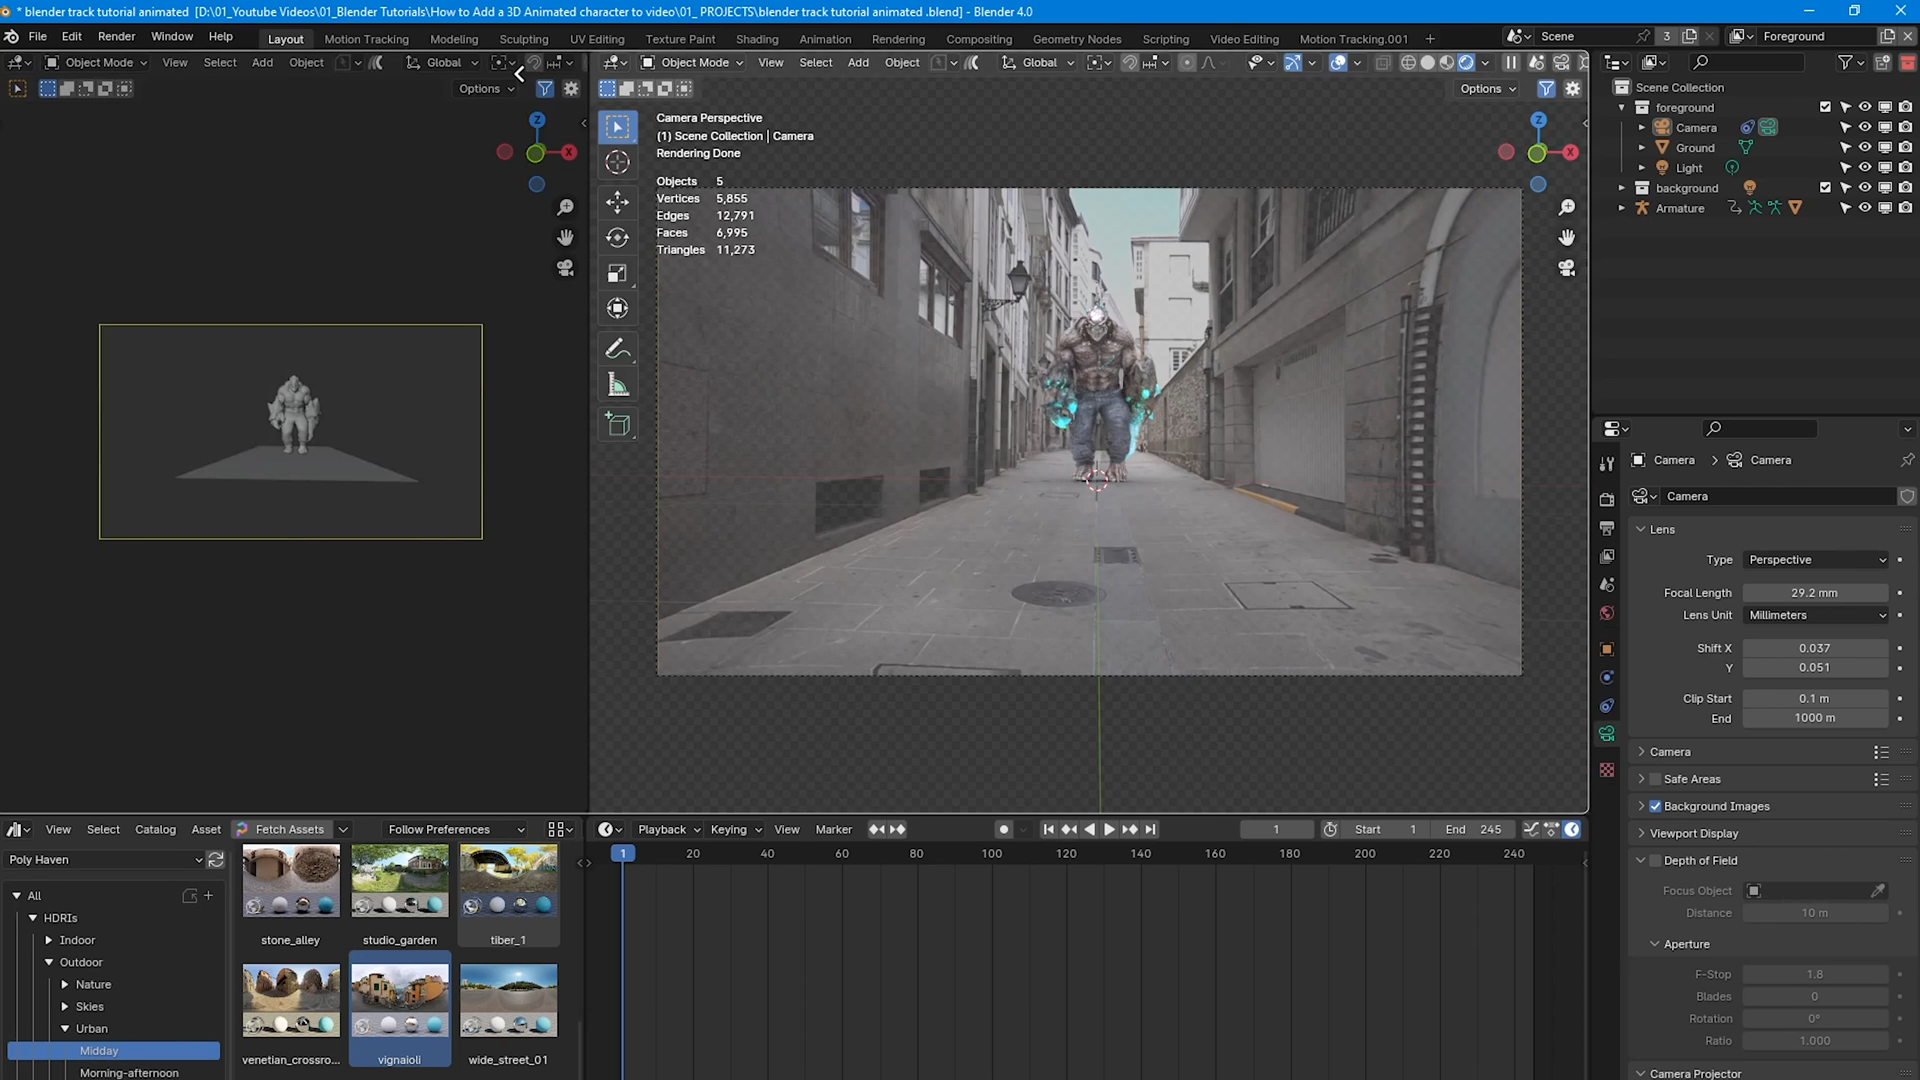 * blender track tutorial animated [D:\01_Youtube Videos\01_Blender Tutorials\How to Add a 3D Animated character to video\01_ PROJECTS\blender track tutorial animated .blend] - Blender 4.0
File Edit Render Window Help Layout Motion Tracking Modeling Sculpting UV Editing Texture Paint Shading Animation Rendering Compositing Geometry Nodes Scripting Video Editing Motion Tracking.001 + Scene 3 Foreground
Object Mode View Select Add Object Global
Options
Object Mode View Select Add Object Global
Options
Z
X
Camera Perspective
(1) Scene Collection | Camera
Rendering Done
Objects 5
Vertices 5,855
Edges 12,791
Faces 6,995
Triangles 11,273
Z
X
Scene Collection
foreground
Camera
Ground
Light
background
Armature
Camera > Camera
Camera
Lens
Type Perspective
Focal Length 29.2 mm
Lens Unit Millimeters
Shift X 0.037
Y 0.051
Clip Start 0.1 m
End 1000 m
Camera
Safe Areas
Background Images
Viewport Display
Depth of Field
Focus Object
Distance 10 m
Aperture
F-Stop 1.8
Blades 0
Rotation 0°
Ratio 1.000
Camera Projector
View Select Catalog Asset Fetch Assets Follow Preferences
Poly Haven
All
HDRIs
Indoor
Outdoor
Nature
Skies
Urban
Midday
Morning-afternoon
stone_alley studio_garden tiber_1
venetian_crossro... vignaioli wide_street_01
Playback Keying View Marker 1 Start 1 End 245
1 20 40 60 80 100 120 140 160 180 200 220 240